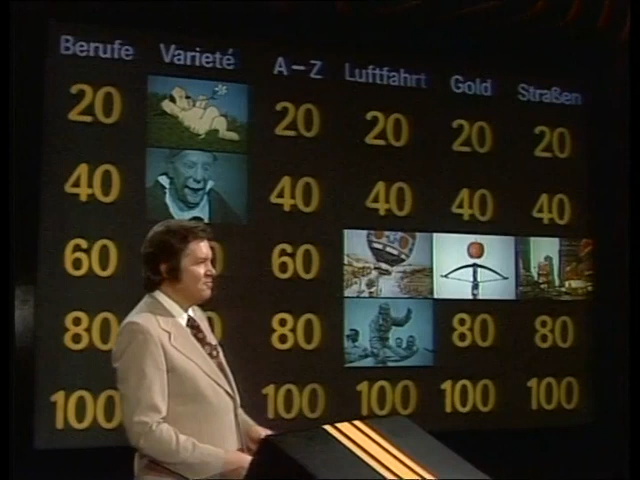 Berufe Varieté A–Z Luftfahrt Gold Straßen
20 20 20 20 20
40 40 40 40 40
60 60
80 80 80 80
100 100 100 100 100